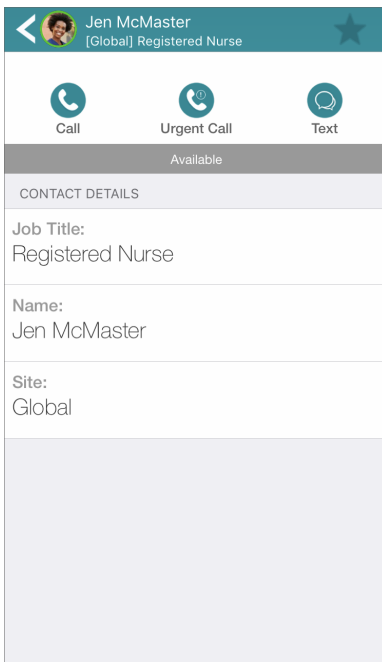 Jen McMaster
[Global] Registered Nurse
Call Urgent Call Text
Available
CONTACT DETAILS
Job Title:
Registered Nurse
Name:
Jen McMaster
Site:
Global